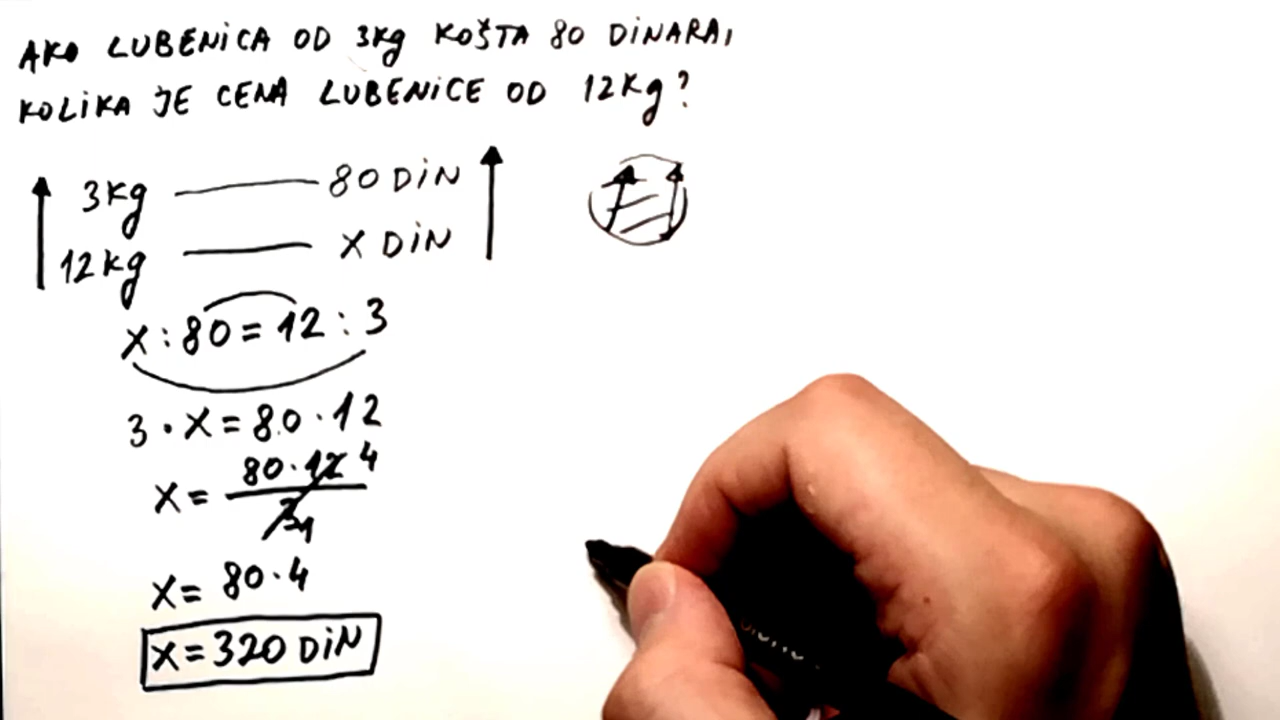 AKO LUBENICA OD 3kg KOŠTA 80 DINARA,
KOLIKA JE CENA LUBENICE OD 12kg?
3kg — 80 DIN
12kg — X DIN
X : 80 = 12 : 3
3 · X = 80 · 12
X = 80 · 12 4
3 1
X = 80 · 4
X = 320 DIN